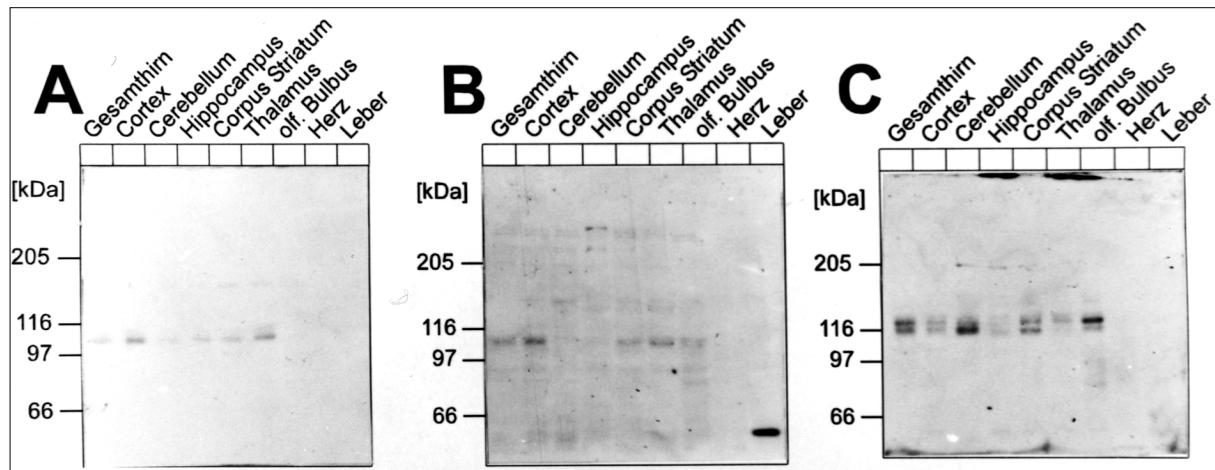 A
Gesamthirn
Cortex
Cerebellum
Hippocampus
Corpus Striatum
Thalamus
olf. Bulbus
Herz
Leber
[kDa]
205
116
97
66
B
Gesamthirn
Cortex
Cerebellum
Hippocampus
Corpus Striatum
Thalamus
olf. Bulbus
Herz
Leber
[kDa]
205
116
97
66
C
Gesamthirn
Cortex
Cerebellum
Hippocampus
Corpus Striatum
Thalamus
olf. Bulbus
Herz
Leber
[kDa]
205
116
97
66